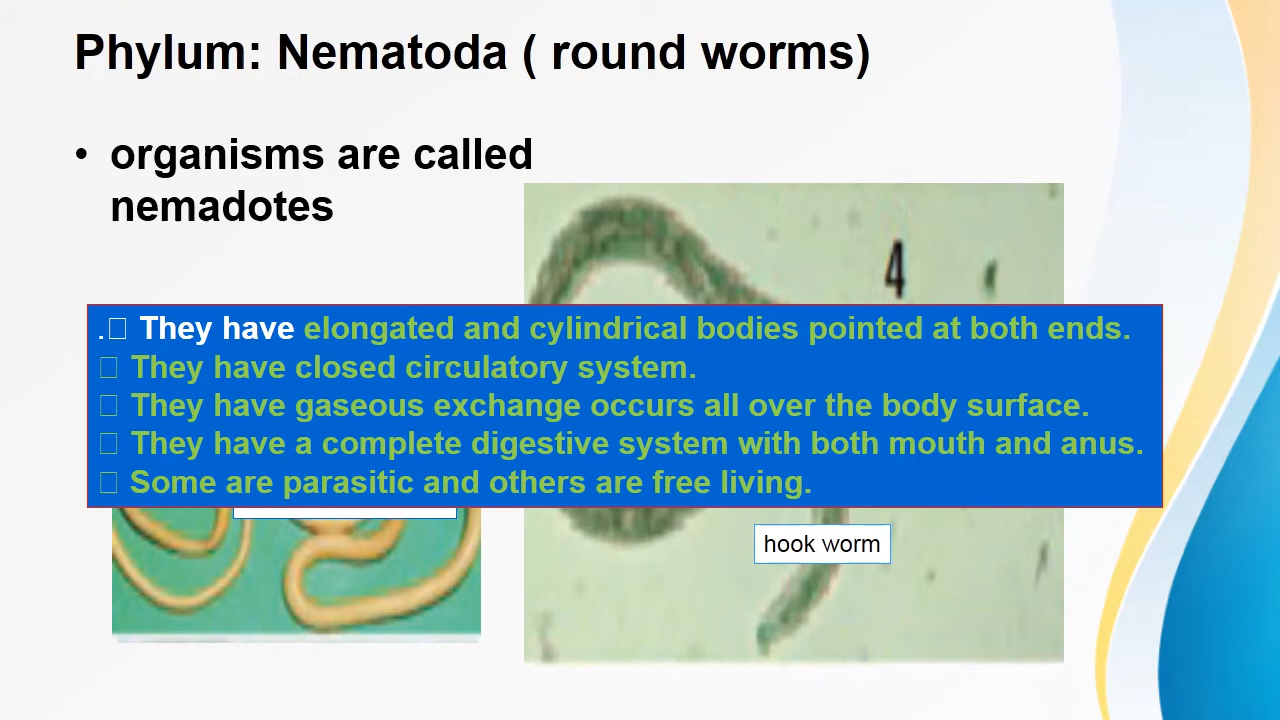 Phylum: Nematoda ( round worms)
• organisms are called
nemadotes
4
.□ They have elongated and cylindrical bodies pointed at both ends.
□ They have closed circulatory system.
□ They have gaseous exchange occurs all over the body surface.
□ They have a complete digestive system with both mouth and anus.
□ Some are parasitic and others are free living.
hook worm